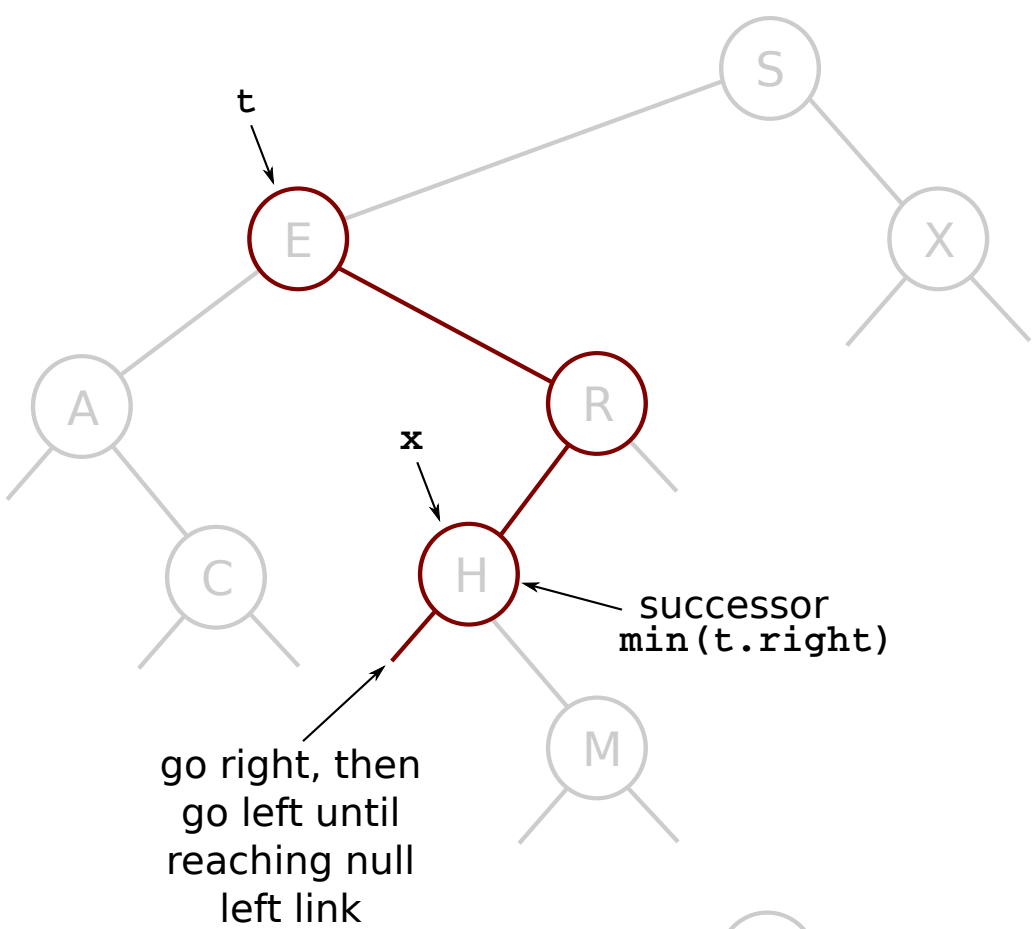 S
t
E
X
A
R
x
H
C
successor
min(t.right)
M
go right, then
go left until
reaching null
left link